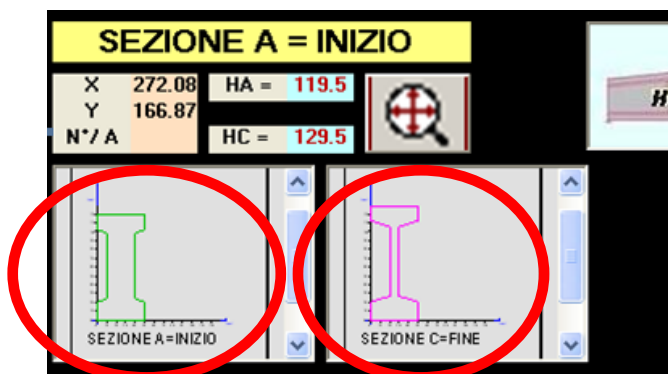 SEZIONE A = INIZIO
X 272.08 HA = 119.5
Y 166.87
N°/ A HC = 129.5
H
SEZIONE A=INIZIO SEZIONE C=FINE